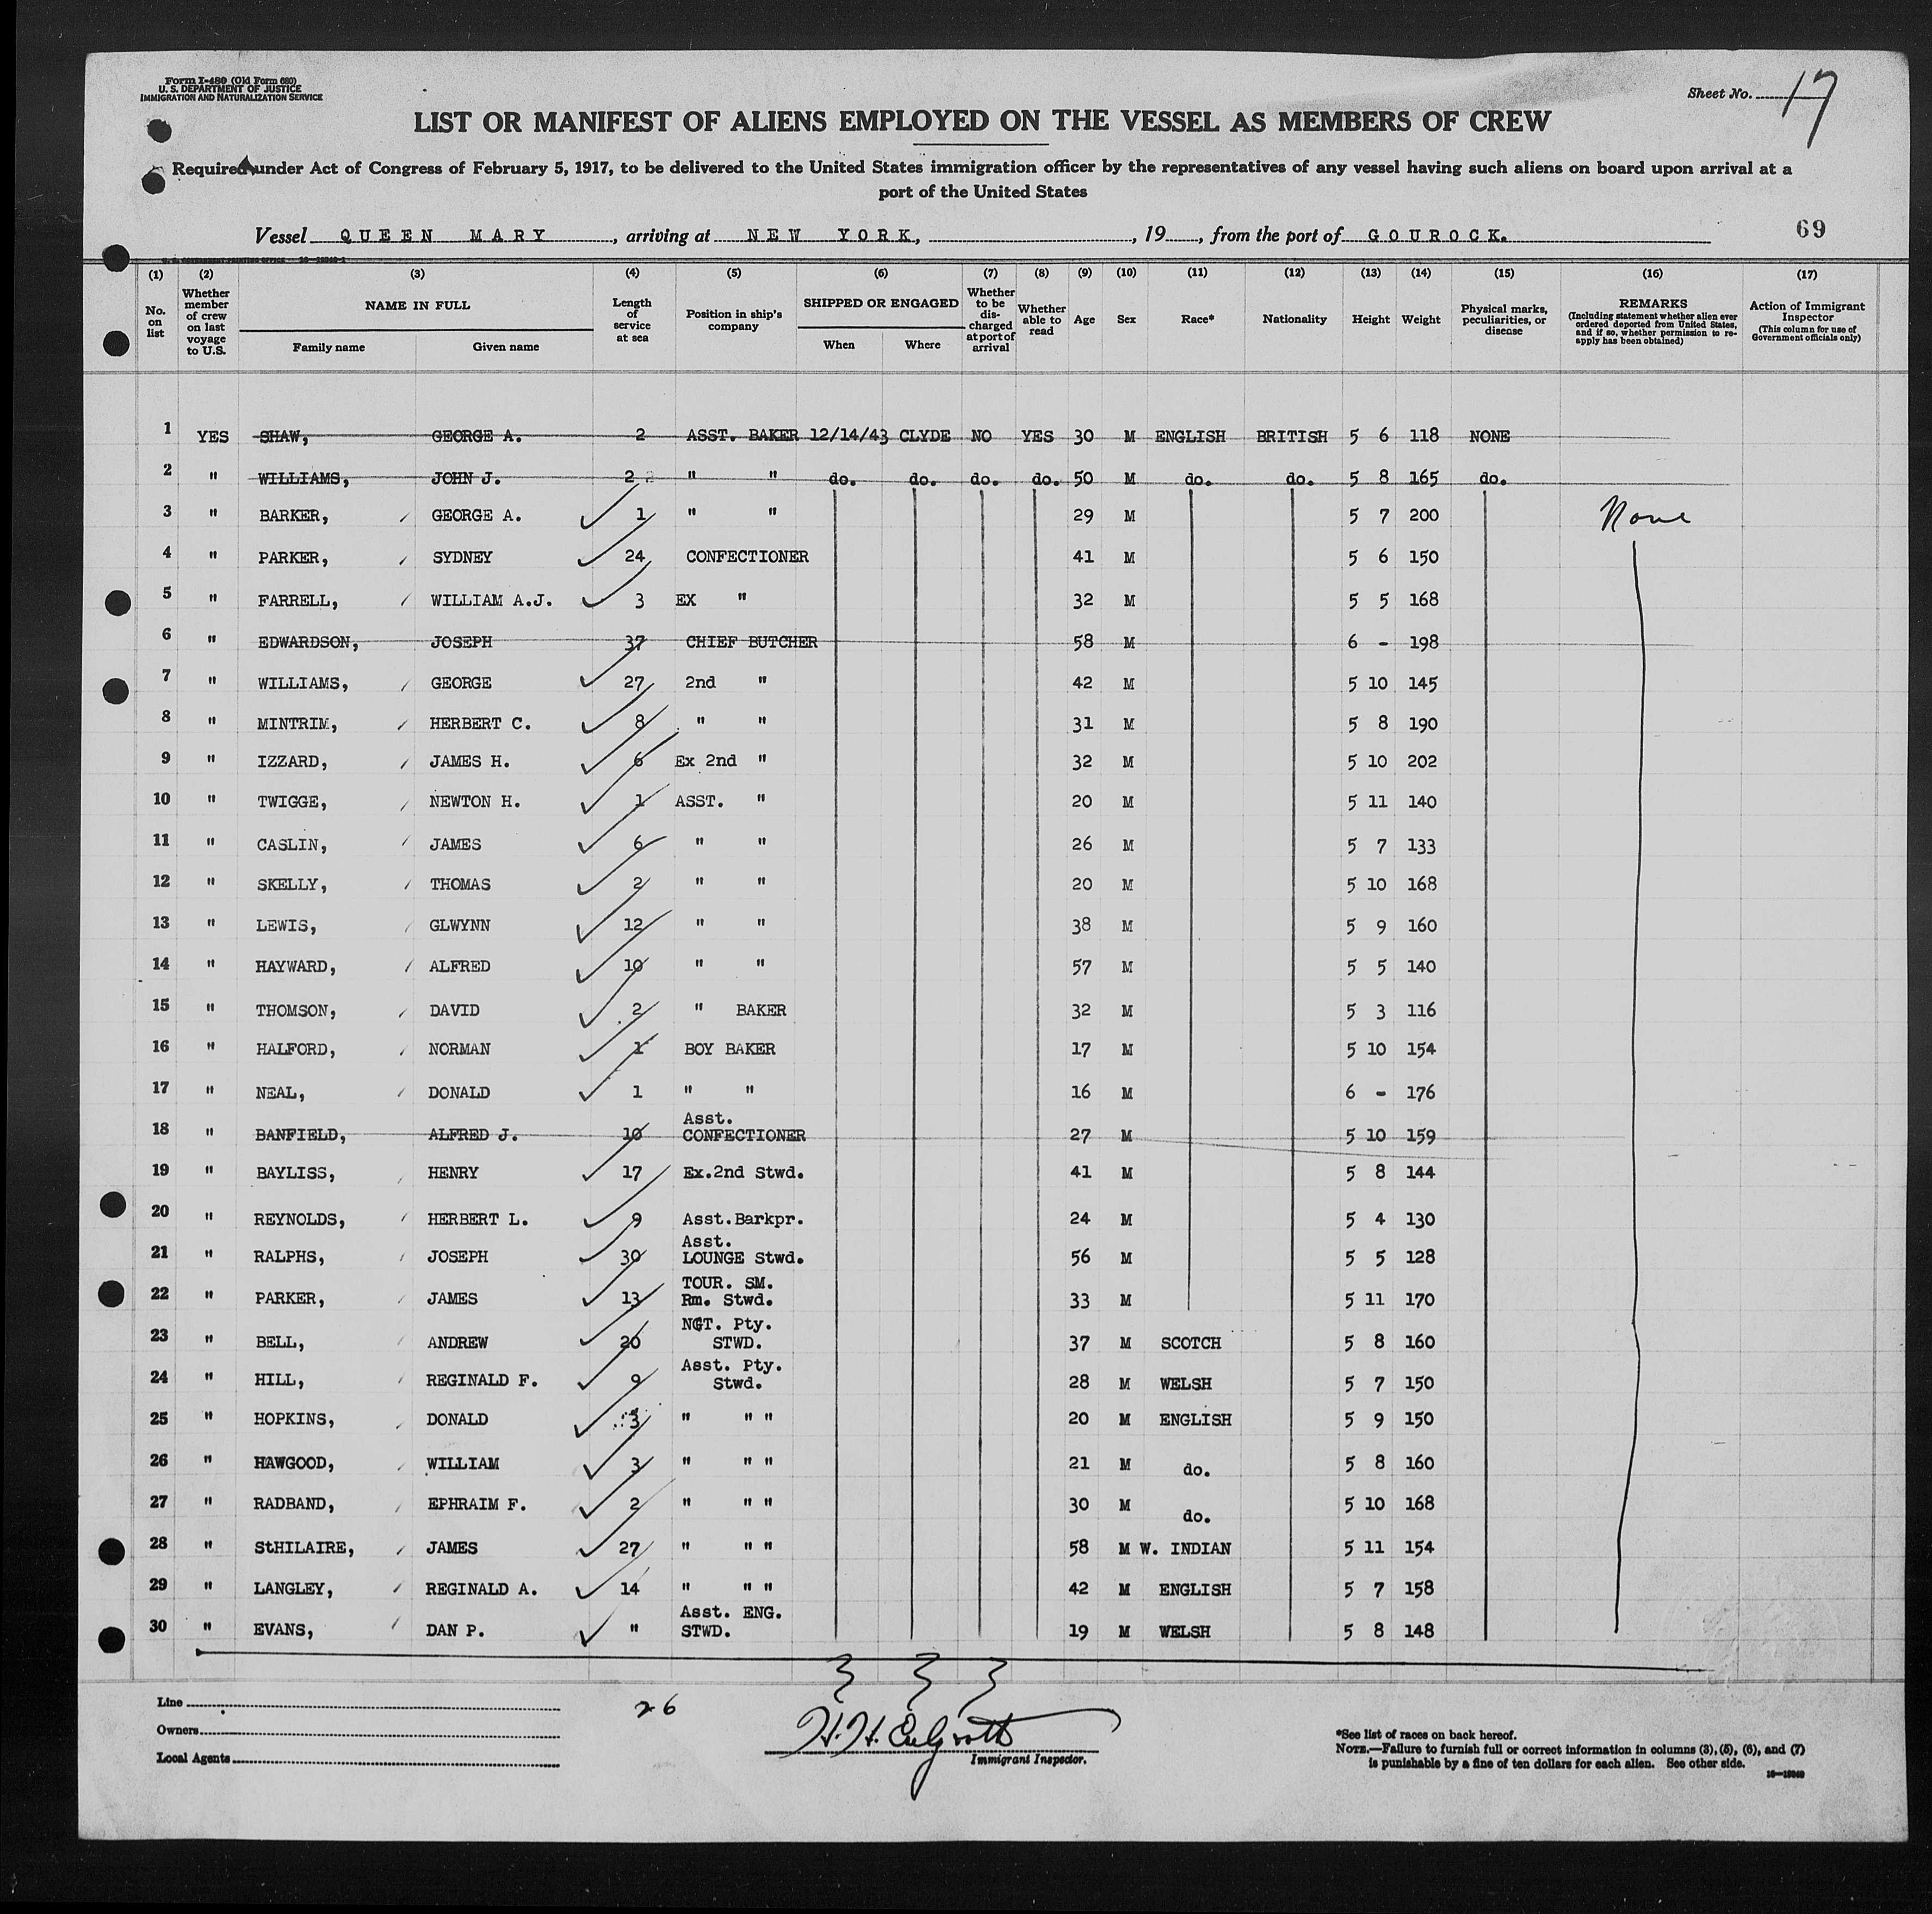 Form I-480 (Old Form 680)
U. S. DEPARTMENT OF JUSTICE
IMMIGRATION AND NATURALIZATION SERVICE
Sheet No. 17
LIST OR MANIFEST OF ALIENS EMPLOYED ON THE VESSEL AS MEMBERS OF CREW
Required under Act of Congress of February 5, 1917, to be delivered to the United States immigration officer by the representatives of any vessel having such aliens on board upon arrival at a
port of the United States
Vessel QUEEN MARY, arriving at NEW YORK, , 19 , from the port of GOUROCK.
69
(1) (2) (3) (4) (5) (6) (7) (8) (9) (10) (11) (12) (13) (14) (15) (16) (17)
No. on list
Whether member of crew on last voyage to U.S.
NAME IN FULL
Family name Given name
Length of service at sea
Position in ship's company
SHIPPED OR ENGAGED
When Where
Whether to be discharged at port of arrival
Whether able to read
Age
Sex
Race*
Nationality
Height
Weight
Physical marks, peculiarities, or disease
REMARKS
(Including statement whether alien ever ordered deported from United States, and if so, whether permission to reapply has been obtained)
Action of Immigrant Inspector
(This column for use of Government officials only)
1 YES SHAW, GEORGE A. 2 ASST. BAKER 12/14/43 CLYDE NO YES 30 M ENGLISH BRITISH 5 6 118 NONE
2 " WILLIAMS, JOHN J. 2 " " do. do. do. do. 50 M do. do. 5 8 165 do.
3 " BARKER, GEORGE A. 1 " " 29 M 5 7 200 None
4 " PARKER, SYDNEY 24 CONFECTIONER 41 M 5 6 150
5 " FARRELL, WILLIAM A.J. 3 EX " 32 M 5 5 168
6 " EDWARDSON, JOSEPH 37 CHIEF BUTCHER 58 M 6 - 198
7 " WILLIAMS, GEORGE 27 2nd " 42 M 5 10 145
8 " MINTRIM, HERBERT C. 8 " " 31 M 5 8 190
9 " IZZARD, JAMES H. 6 Ex 2nd " 32 M 5 10 202
10 " TWIGGE, NEWTON H. 1 ASST. " 20 M 5 11 140
11 " CASLIN, JAMES 6 " " 26 M 5 7 133
12 " SKELLY, THOMAS 2 " " 20 M 5 10 168
13 " LEWIS, GLWYNN 12 " " 38 M 5 9 160
14 " HAYWARD, ALFRED 10 " " 57 M 5 5 140
15 " THOMSON, DAVID 2 " BAKER 32 M 5 3 116
16 " HALFORD, NORMAN 1 BOY BAKER 17 M 5 10 154
17 " NEAL, DONALD 1 " " 16 M 6 - 176
18 " BANFIELD, ALFRED J. 10 Asst. CONFECTIONER 27 M 5 10 159
19 " BAYLISS, HENRY 17 Ex.2nd Stwd. 41 M 5 8 144
20 " REYNOLDS, HERBERT L. 9 Asst.Barkpr. 24 M 5 4 130
21 " RALPHS, JOSEPH 30 Asst. LOUNGE Stwd. 56 M 5 5 128
22 " PARKER, JAMES 13 TOUR. SM. Rm. Stwd. 33 M 5 11 170
23 " BELL, ANDREW 20 NGT. Pty. STWD. 37 M SCOTCH 5 8 160
24 " HILL, REGINALD F. 9 Asst. Pty. Stwd. 28 M WELSH 5 7 150
25 " HOPKINS, DONALD 3 " " " 20 M ENGLISH 5 9 150
26 " HAWGOOD, WILLIAM 3 " " " 21 M do. 5 8 160
27 " RADBAND, EPHRAIM F. 2 " " " 30 M do. 5 10 168
28 " StHILAIRE, JAMES 27 " " " 58 M W. INDIAN 5 11 154
29 " LANGLEY, REGINALD A. 14 " " " 42 M ENGLISH 5 7 158
30 " EVANS, DAN P. " Asst. ENG. STWD. 19 M WELSH 5 8 148
Line
Owners
Local Agents
26
H. H.
Immigrant Inspector.
*See list of races on back hereof.
NOTE.—Failure to furnish full or correct information in columns (3), (5), (6), and (7)
is punishable by a fine of ten dollars for each alien. See other side.